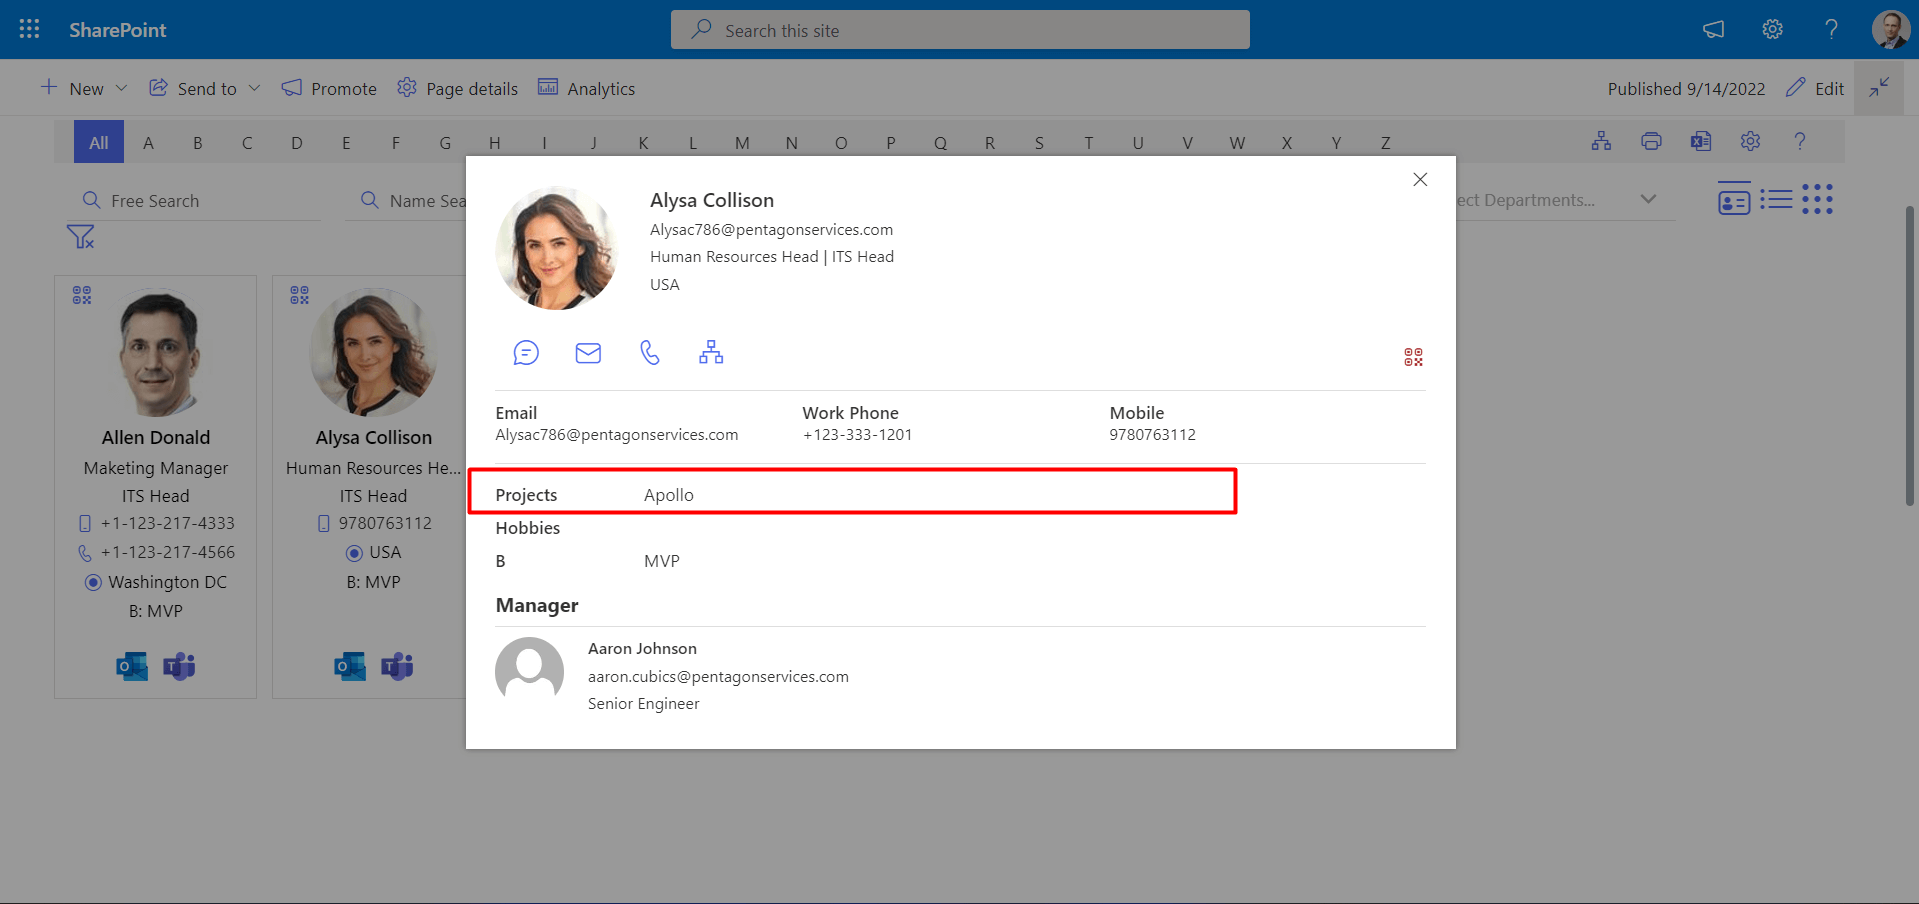 SharePoint
Search this site
New
Send to
Promote
Page details
Analytics
Published 9/14/2022
Edit
All A B C D E F G H I J K L M N O P Q R S T U V W X Y Z
Free Search
Name Sea
ect Departments...
Allen Donald
Maketing Manager
ITS Head
+1-123-217-4333
+1-123-217-4566
Washington DC
B: MVP
Alysa Collison
Human Resources He...
ITS Head
9780763112
USA
B: MVP
Alysa Collison
Alysac786@pentagonservices.com
Human Resources Head | ITS Head
USA
Email
Alysac786@pentagonservices.com
Work Phone
+123-333-1201
Mobile
9780763112
Projects Apollo
Hobbies
B MVP
Manager
Aaron Johnson
aaron.cubics@pentagonservices.com
Senior Engineer